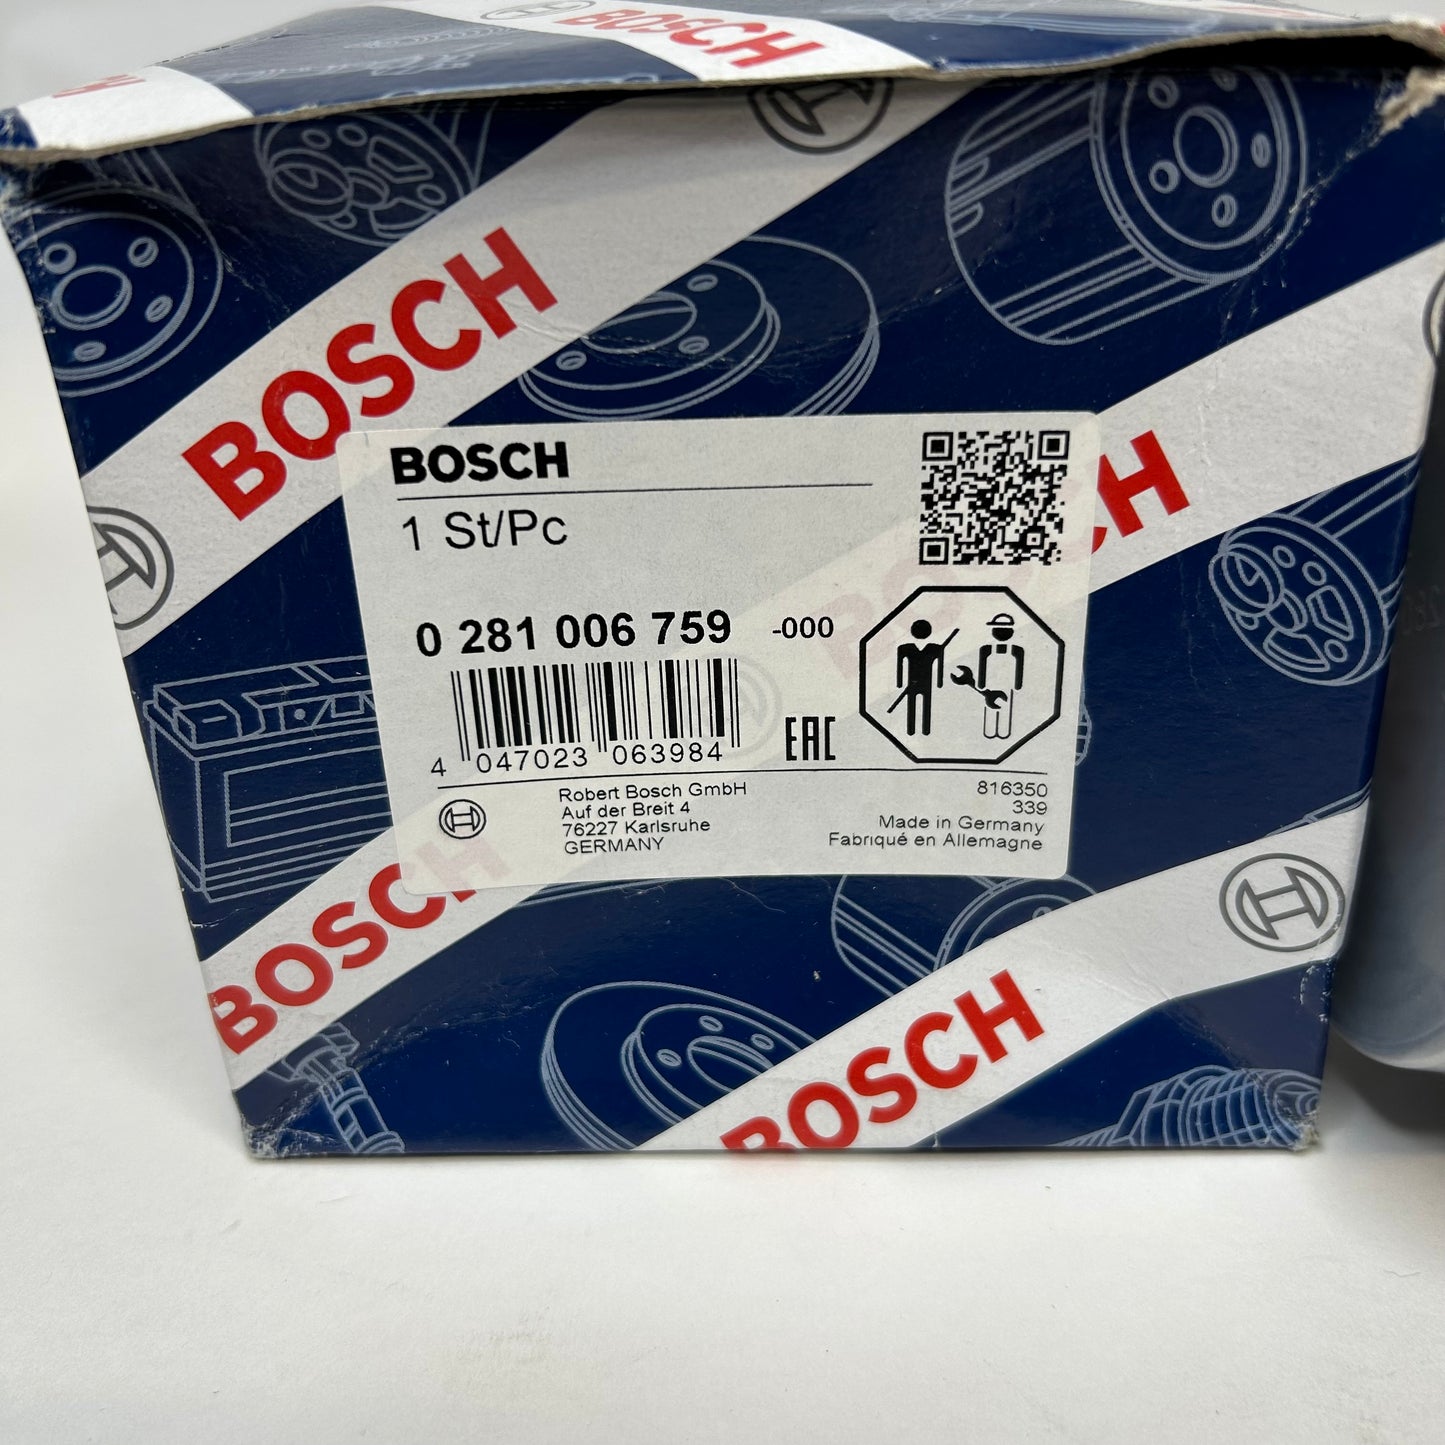 BOSCH
BOSCH
BOSCH
1 St/Pc
0 281 006 759 -000
4 047023 063984
EAC
Robert Bosch GmbH
Auf der Breit 4
76227 Karlsruhe
GERMANY
816350
339
Made in Germany
Fabriqué en Allemagne
BOSCH
BOSCH
BOSCH